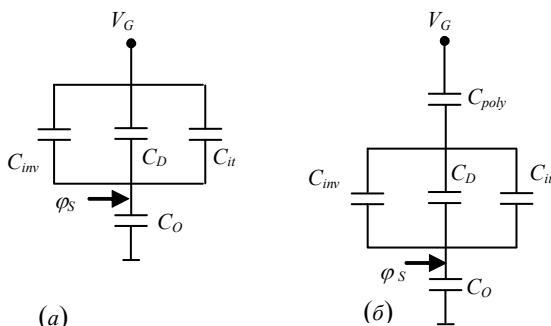 V_G
C_inv
C_D
C_it
φ_S
C_O
(а)
V_G
C_poly
C_inv
C_D
C_it
φ_S
C_O
(б)